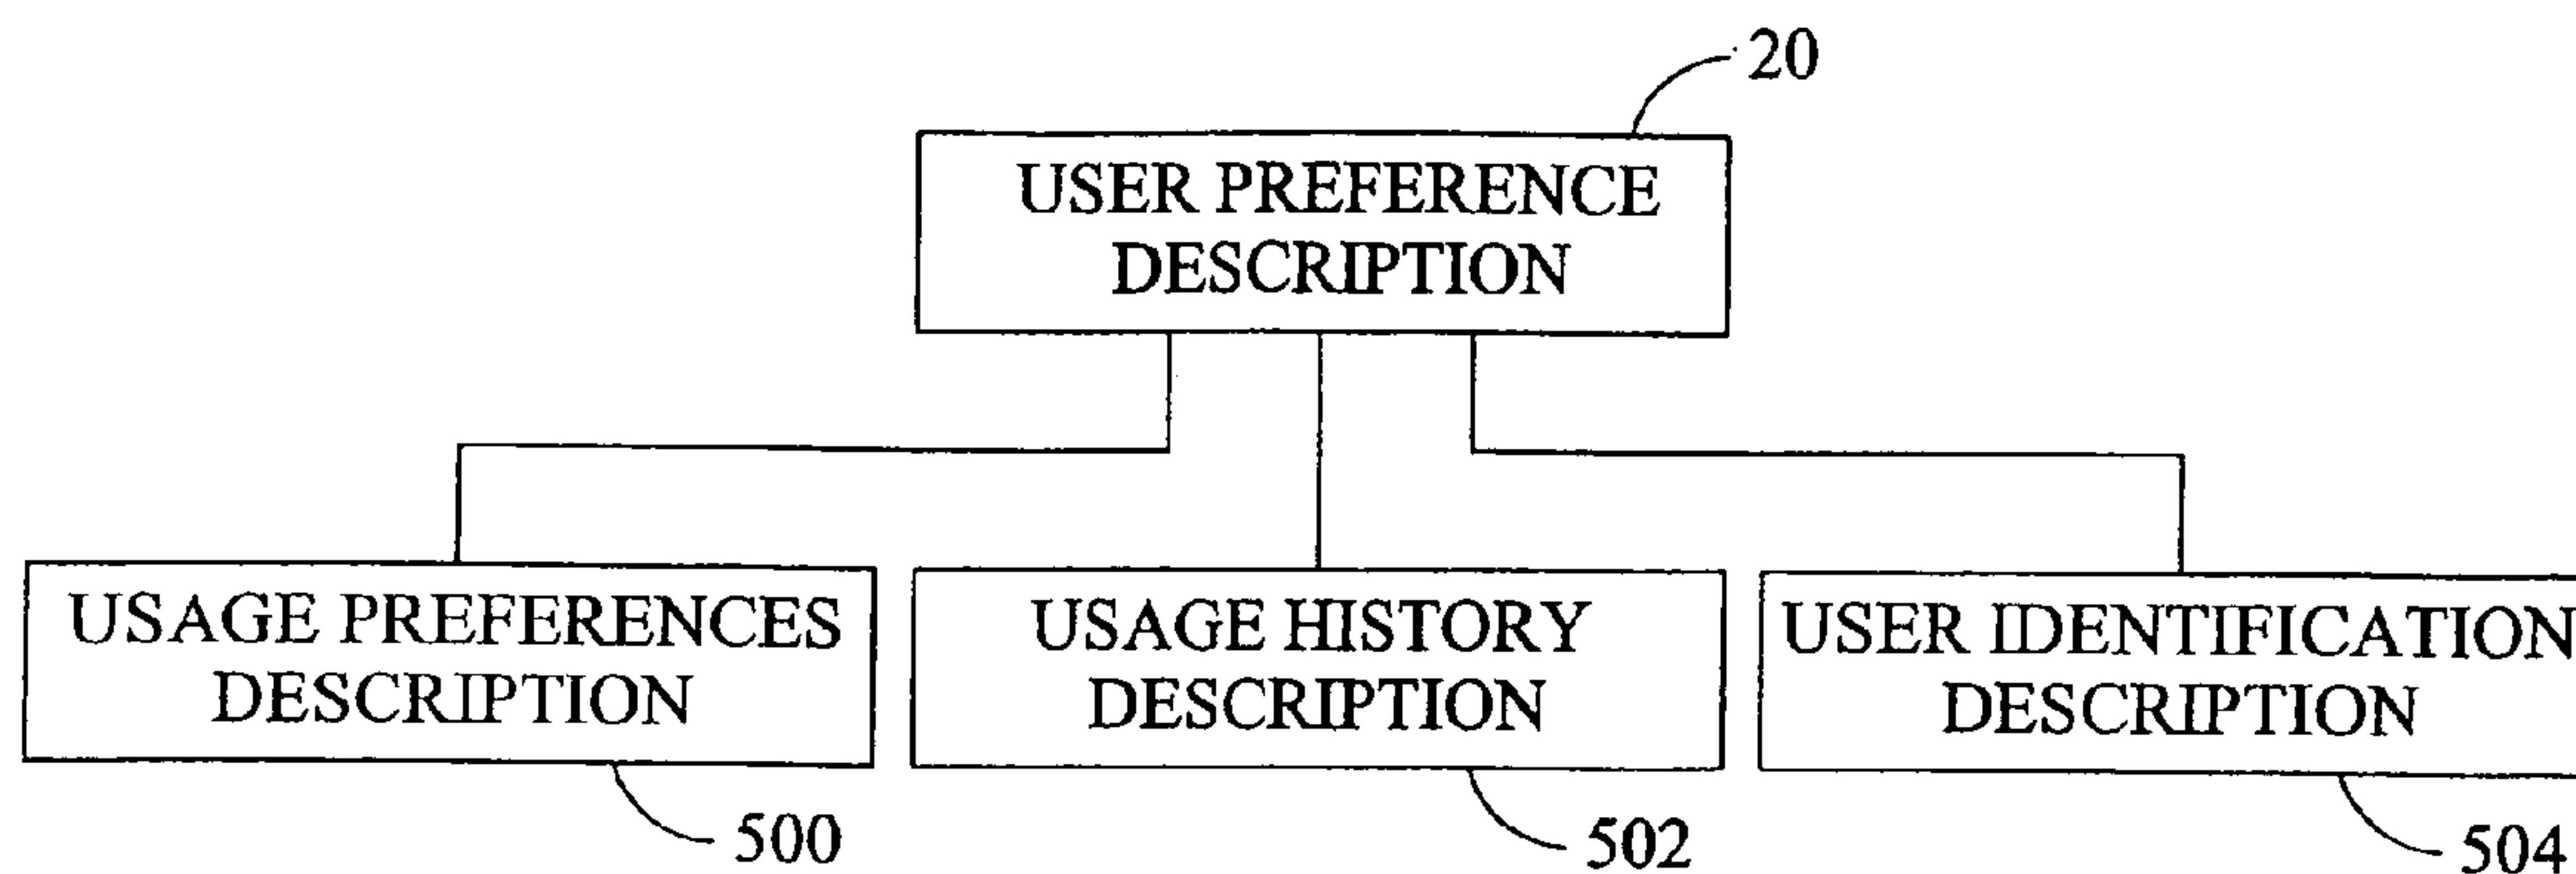 20
USER PREFERENCE
DESCRIPTION
USAGE PREFERENCES
DESCRIPTION
USAGE HISTORY
DESCRIPTION
USER IDENTIFICATION
DESCRIPTION
500
502
504